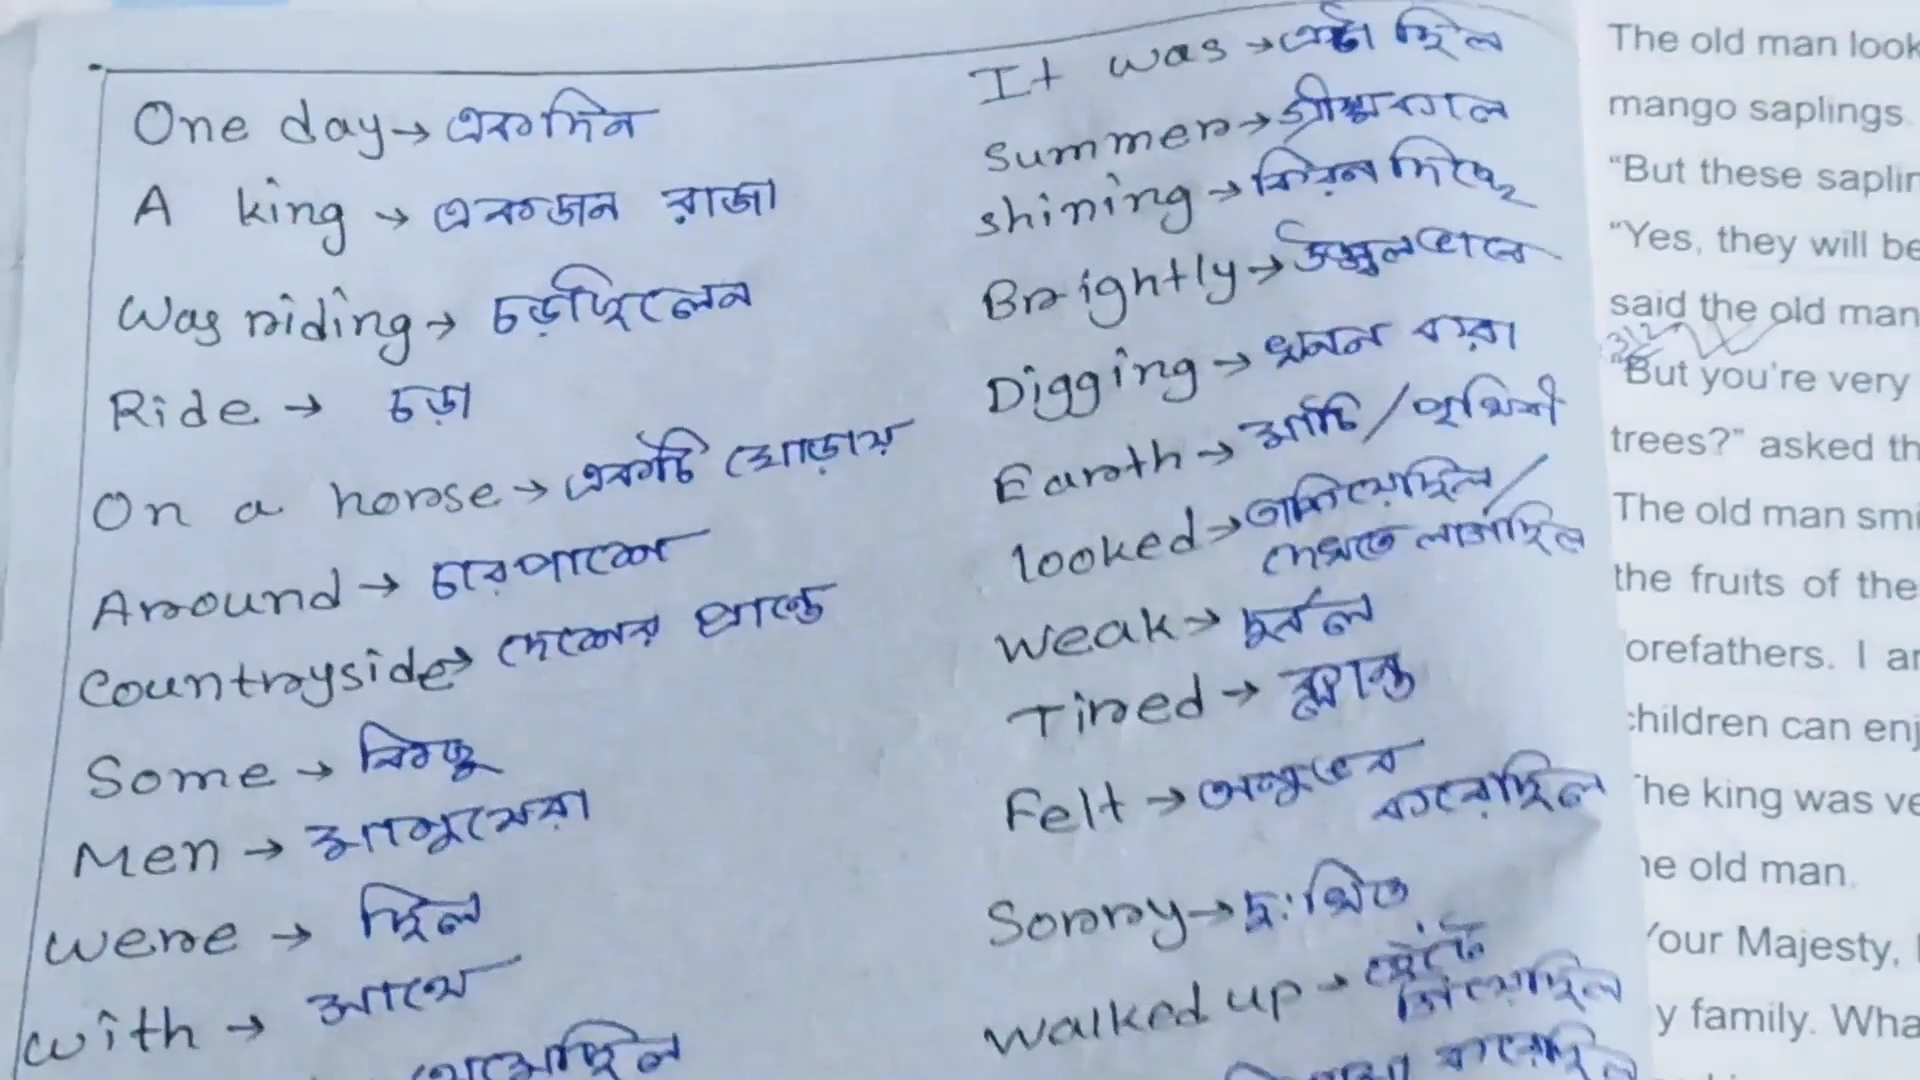 One day → একদিন
A king → একজন রাজা
Was riding → চড়ছিলেন
Ride → চড়া
On a horse → একটি ঘোড়ায়
Around → চারপাশে
Countryside → দেশের প্রান্তে
Some → কিছু
Men → মানুষেরা
were → ছিল
with → সাথে
It was → এটা ছিল
Summer → গ্রীষ্মকালে
shining → কিরন দিচ্ছে
Brightly → উজ্জ্বলভাবে
Digging → খনন করা
Earth → মাটি / পৃথিবী
looked → তাকিয়েছিল /
দেখতে লাগছিল
weak → দুর্বল
Tired → ক্লান্ত
Felt → অনুভব
করেছিল
Sorry → দুঃখিত
walked up → হেঁটে
গিয়েছিল
The old man look
mango saplings
“But these saplin
“Yes, they will be
said the old man
"But you're very
trees?" asked th
The old man smi
the fruits of the
orefathers. I ar
children can enj
he king was ve
he old man.
Your Majesty,
y family. Wha